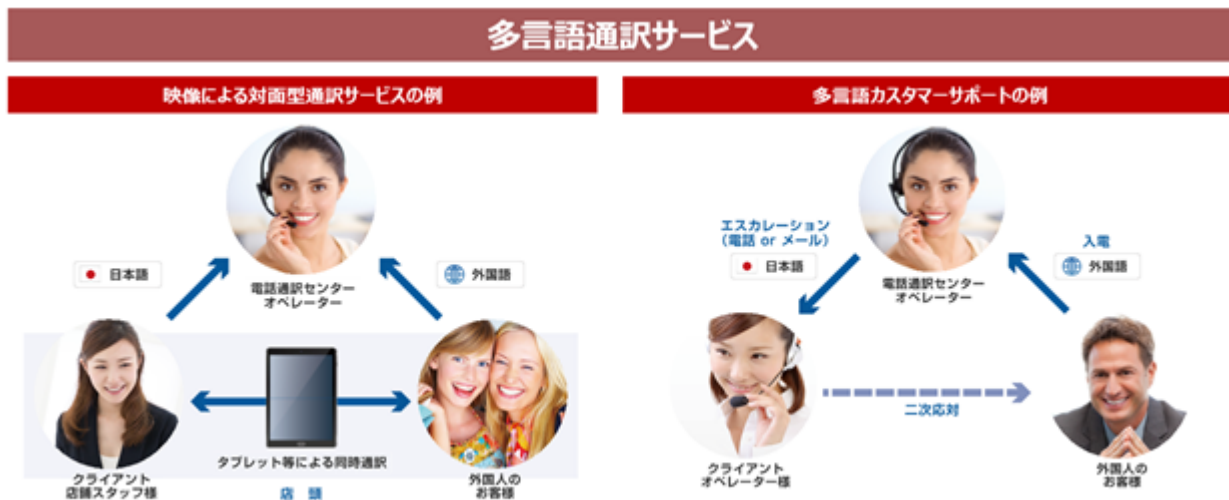 多言語通訳サービス
映像による対面型通訳サービスの例
日本語
外国語
電話通訳センター
オペレーター
クライアント
店舗スタッフ様
タブレット等による同時通訳
店 頭
外国人の
お客様
多言語カスタマーサポートの例
エスカレーション
(電話 or メール)
日本語
入電
外国語
電話通訳センター
オペレーター
二次応対
クライアント
オペレーター様
外国人の
お客様